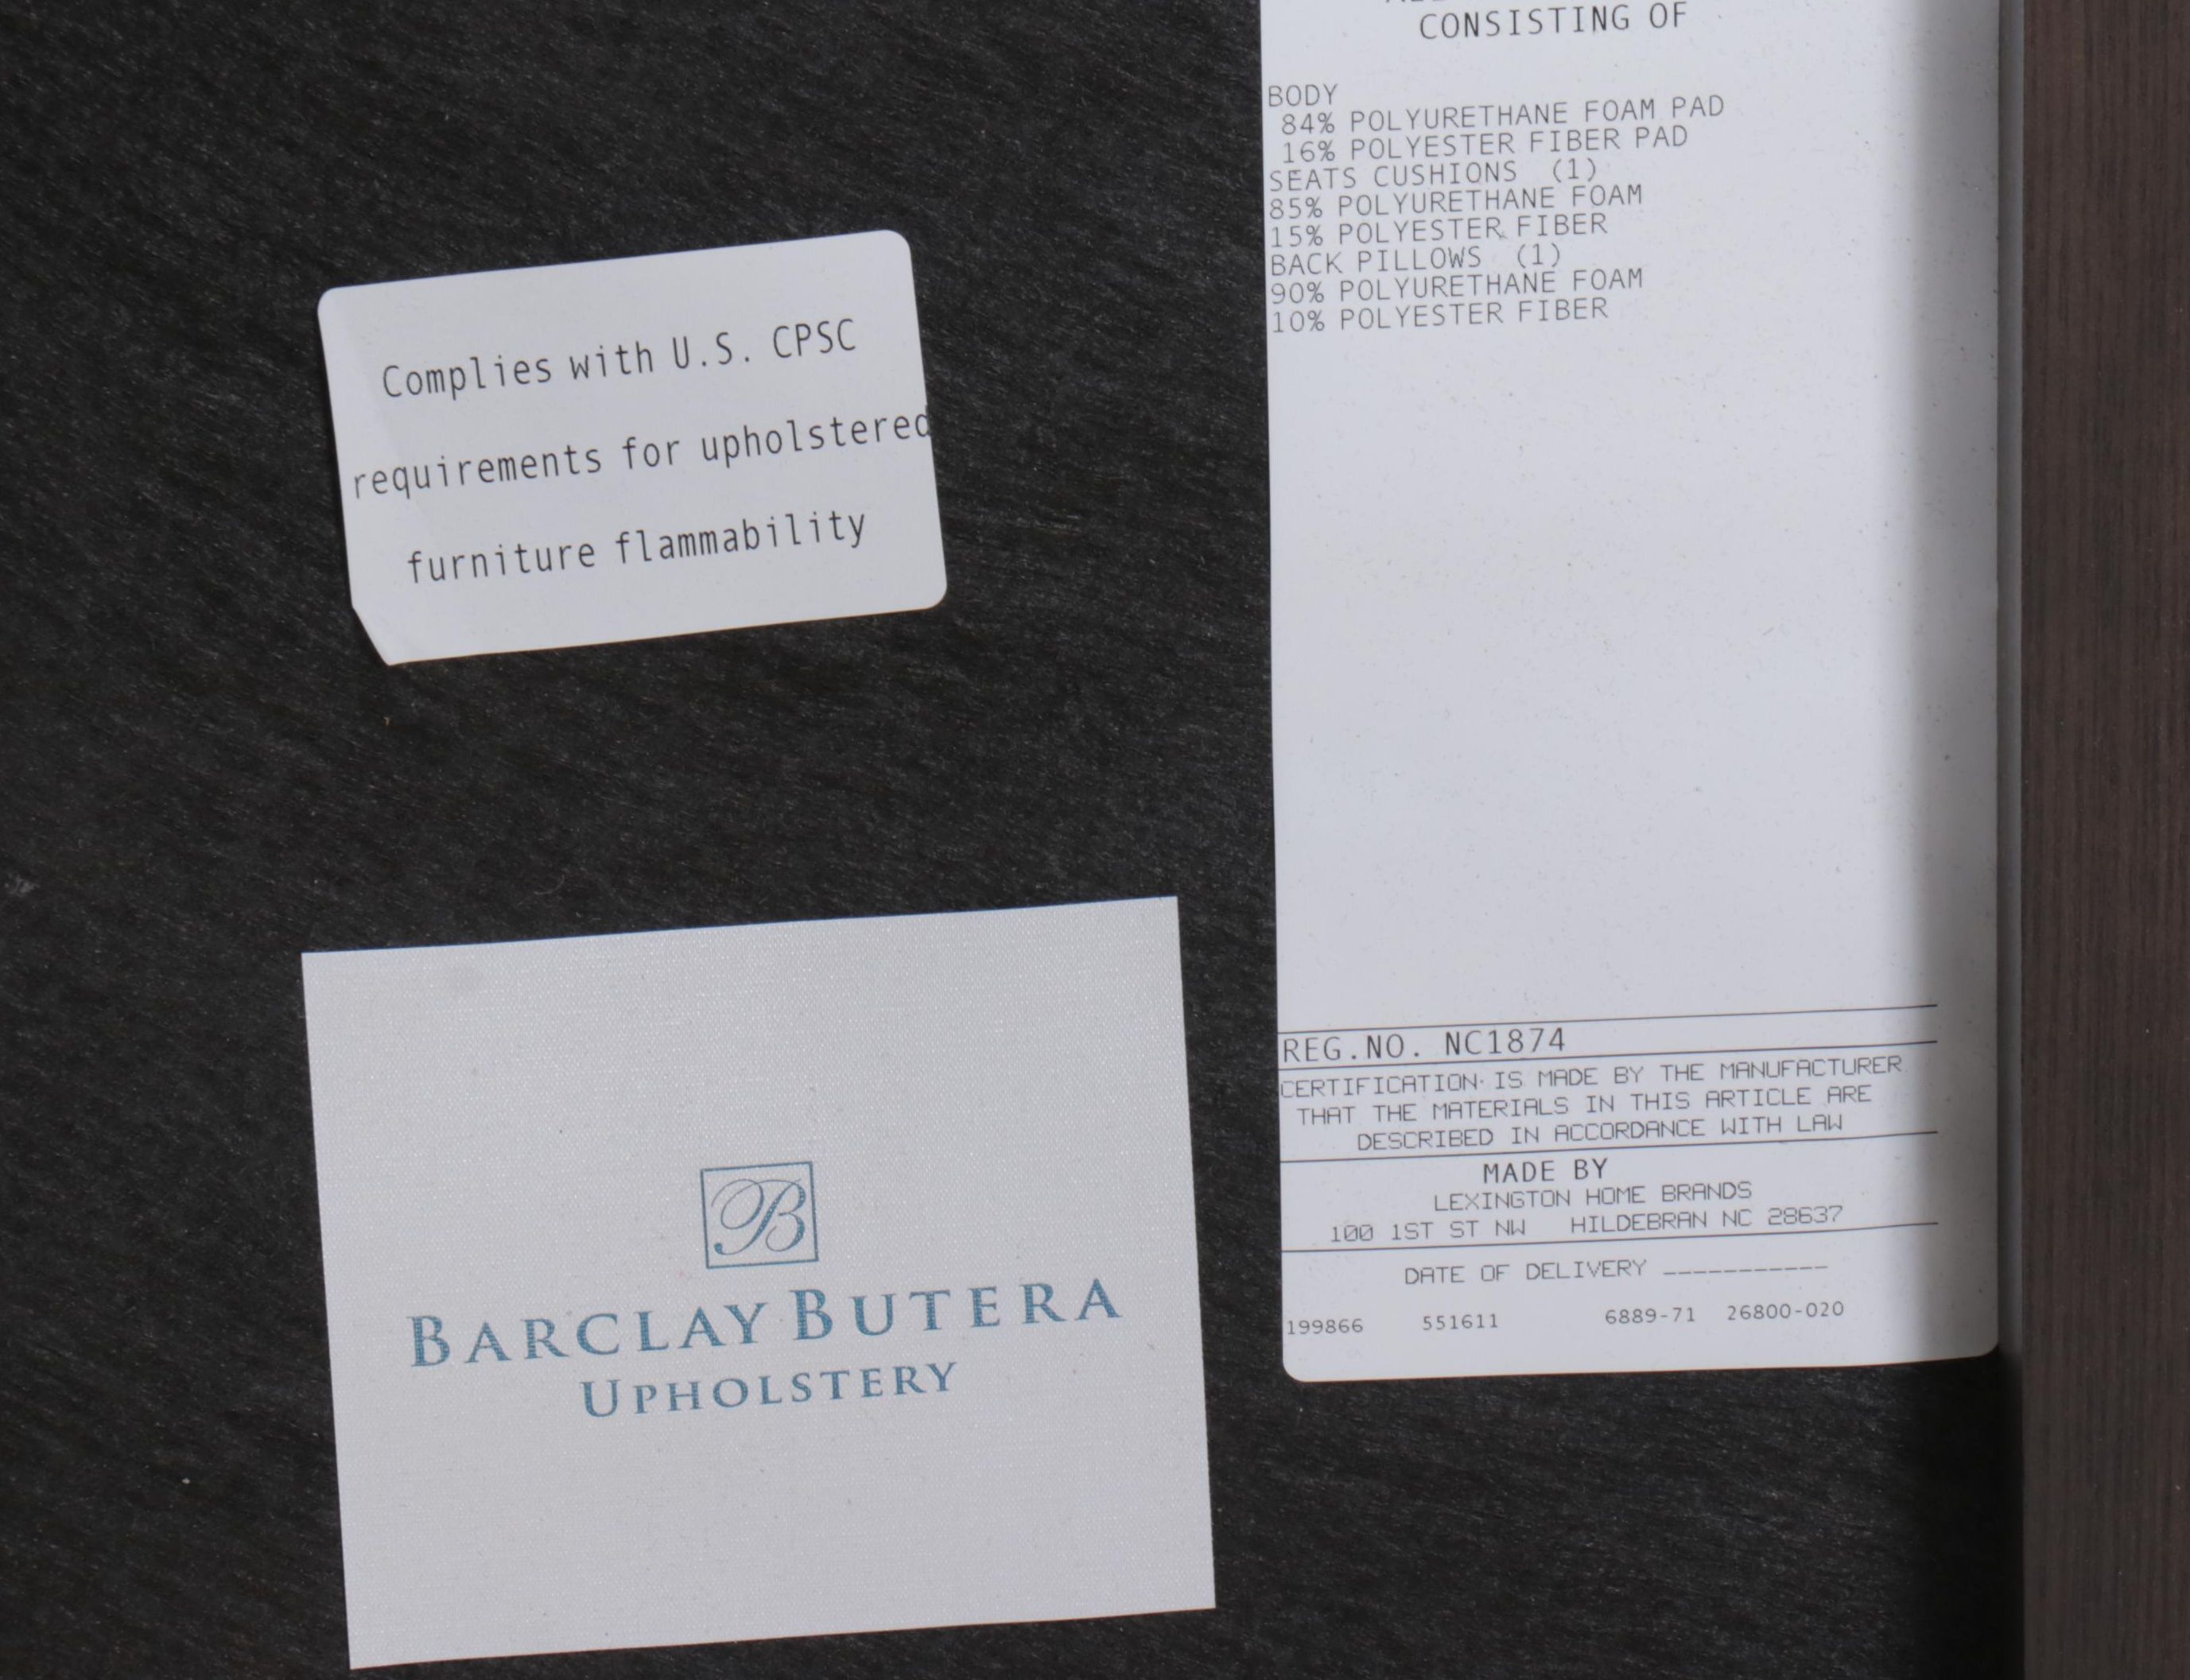 Complies with U.S. CPSC
requirements for upholstered
furniture flammability
B
BARCLAY BUTERA
UPHOLSTERY
CONSISTING OF
BODY
84% POLYURETHANE FOAM PAD
16% POLYESTER FIBER PAD
SEATS CUSHIONS (1)
85% POLYURETHANE FOAM
15% POLYESTER FIBER
BACK PILLOWS (1)
90% POLYURETHANE FOAM
10% POLYESTER FIBER
REG.NO. NC1874
CERTIFICATION IS MADE BY THE MANUFACTURER
THAT THE MATERIALS IN THIS ARTICLE ARE
DESCRIBED IN ACCORDANCE WITH LAW
MADE BY
LEXINGTON HOME BRANDS
100 1ST ST NW HILDEBRAN NC 28637
DATE OF DELIVERY ___________
199866 551611 6889-71 26800-020